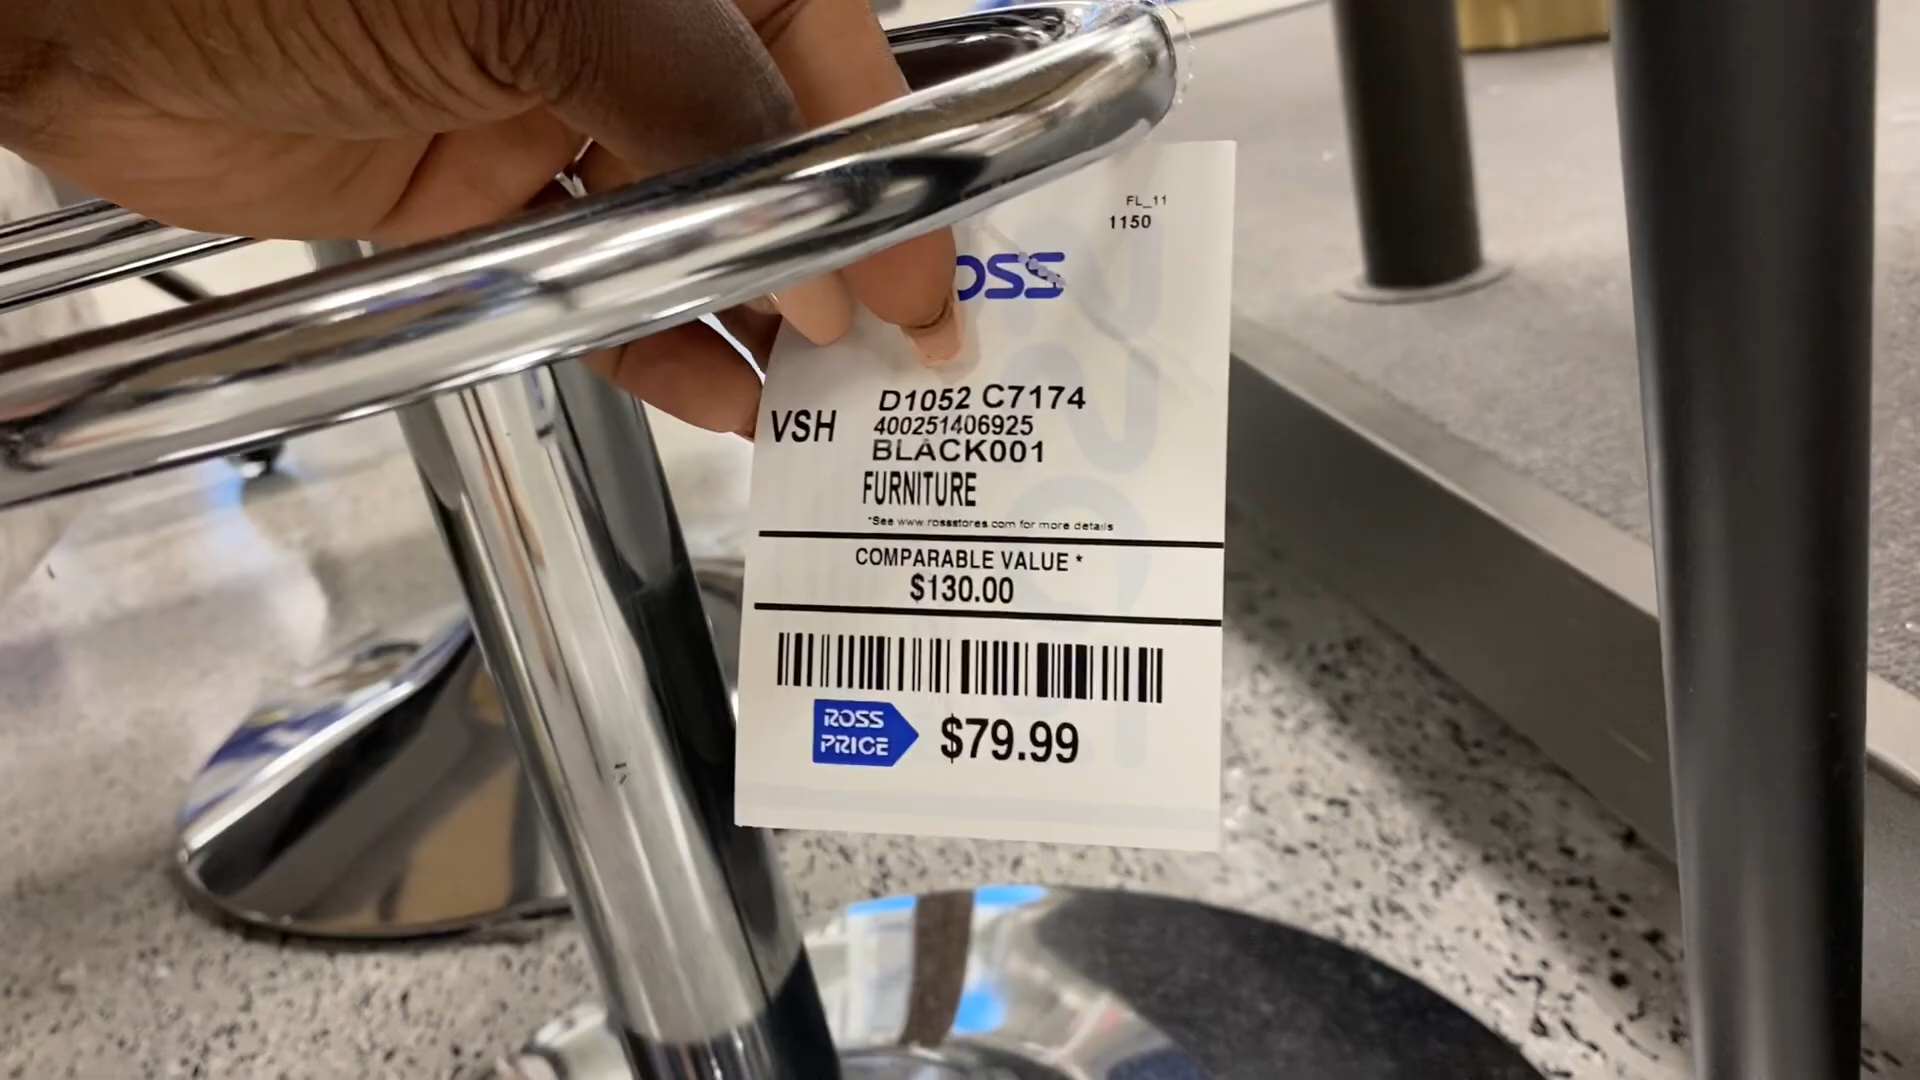 FL_11
1150
OSS
D1052 C7174
VSH
400251406925
BLACK001
FURNITURE
*See www.rossstores.com for more details
COMPARABLE VALUE *
$130.00
ROSS
PRICE
$79.99